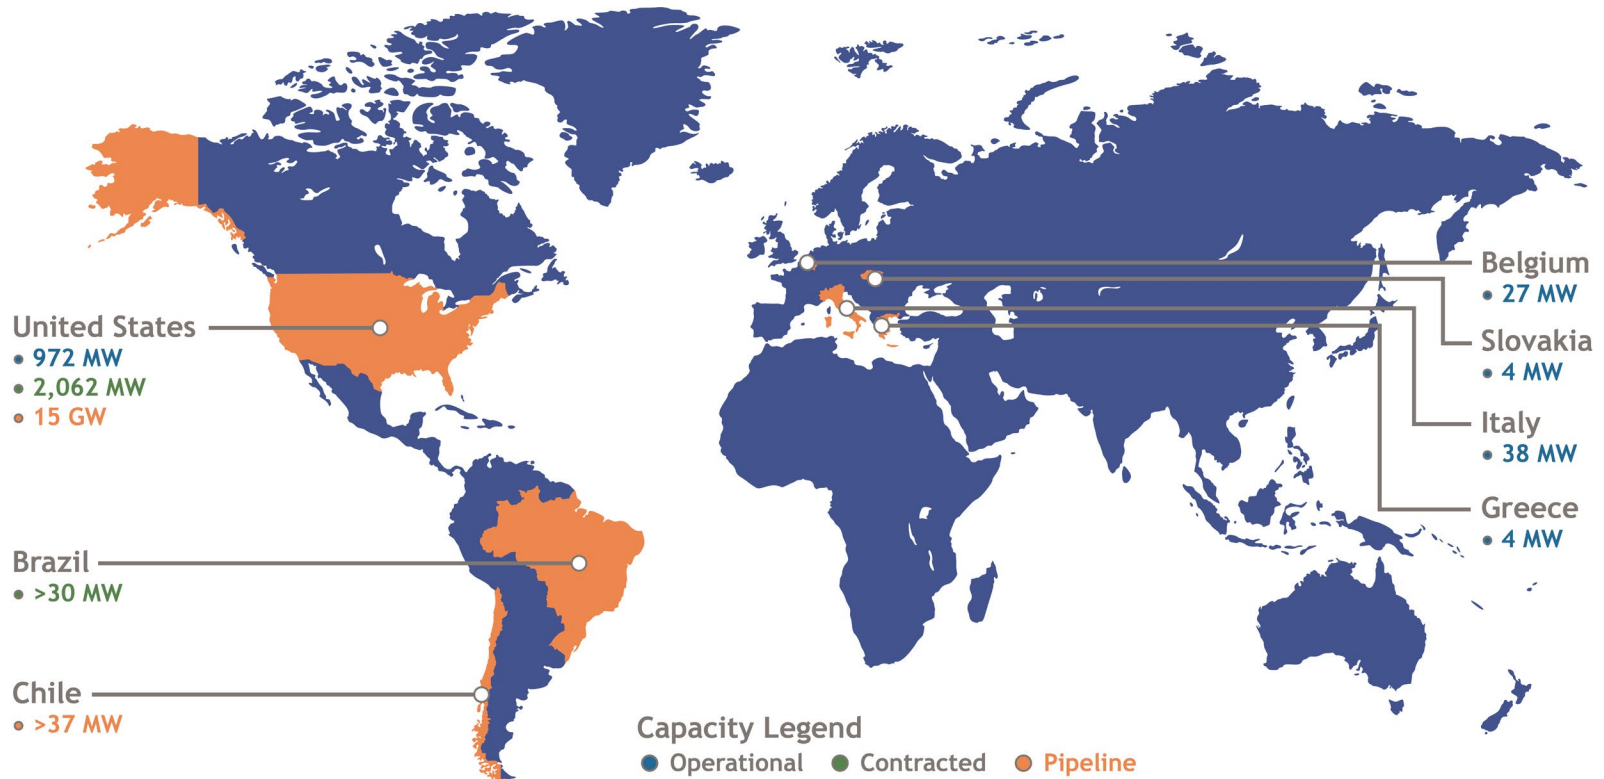 United States
972 MW
2,062 MW
15 GW
Brazil
>30 MW
Chile
>37 MW
Belgium
27 MW
Slovakia
4 MW
Italy
38 MW
Greece
4 MW
Capacity Legend
Operational
Contracted
Pipeline